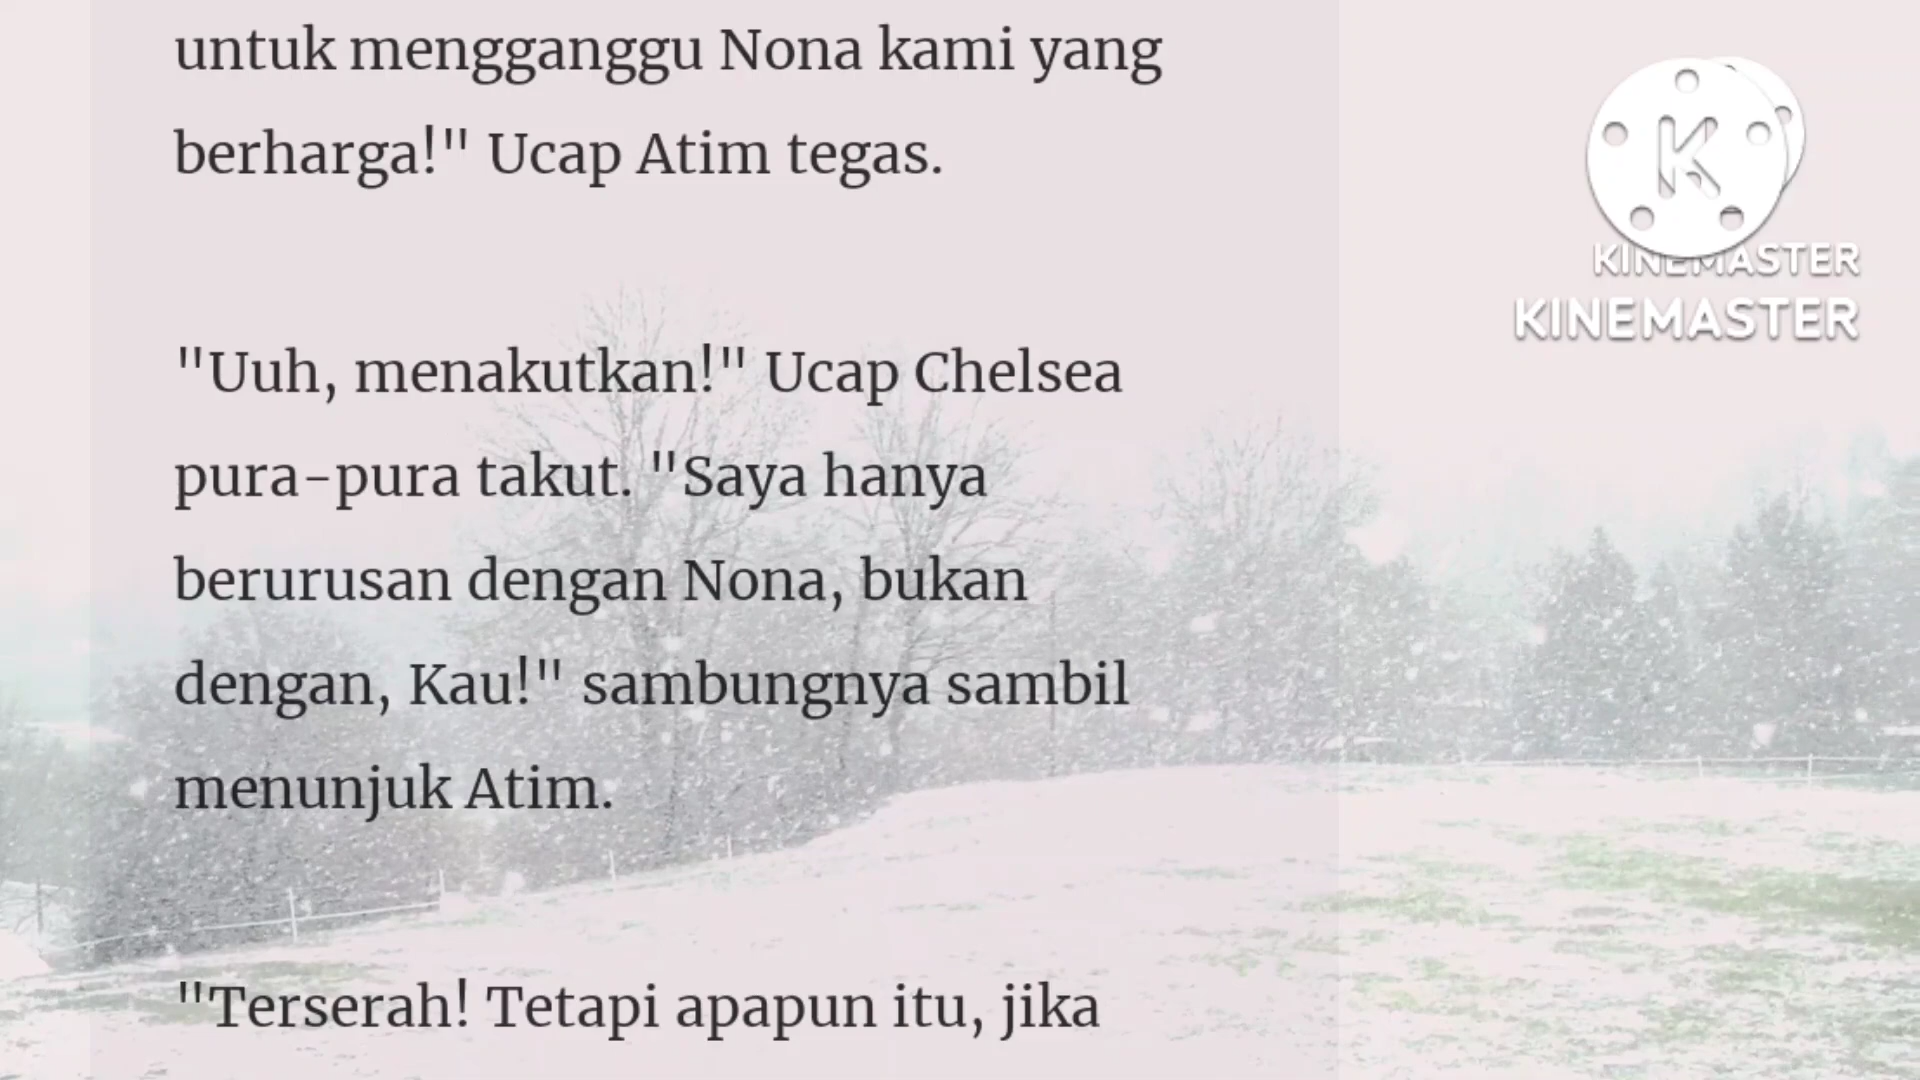 untuk mengganggu Nona kami yang
berharga!" Ucap Atim tegas.
"Uuh, menakutkan!" Ucap Chelsea
pura-pura takut. "Saya hanya
berurusan dengan Nona, bukan
dengan, Kau!" sambungnya sambil
menunjuk Atim.
"Terserah! Tetapi apapun itu, jika
K
KINEMASTER
KINEMASTER